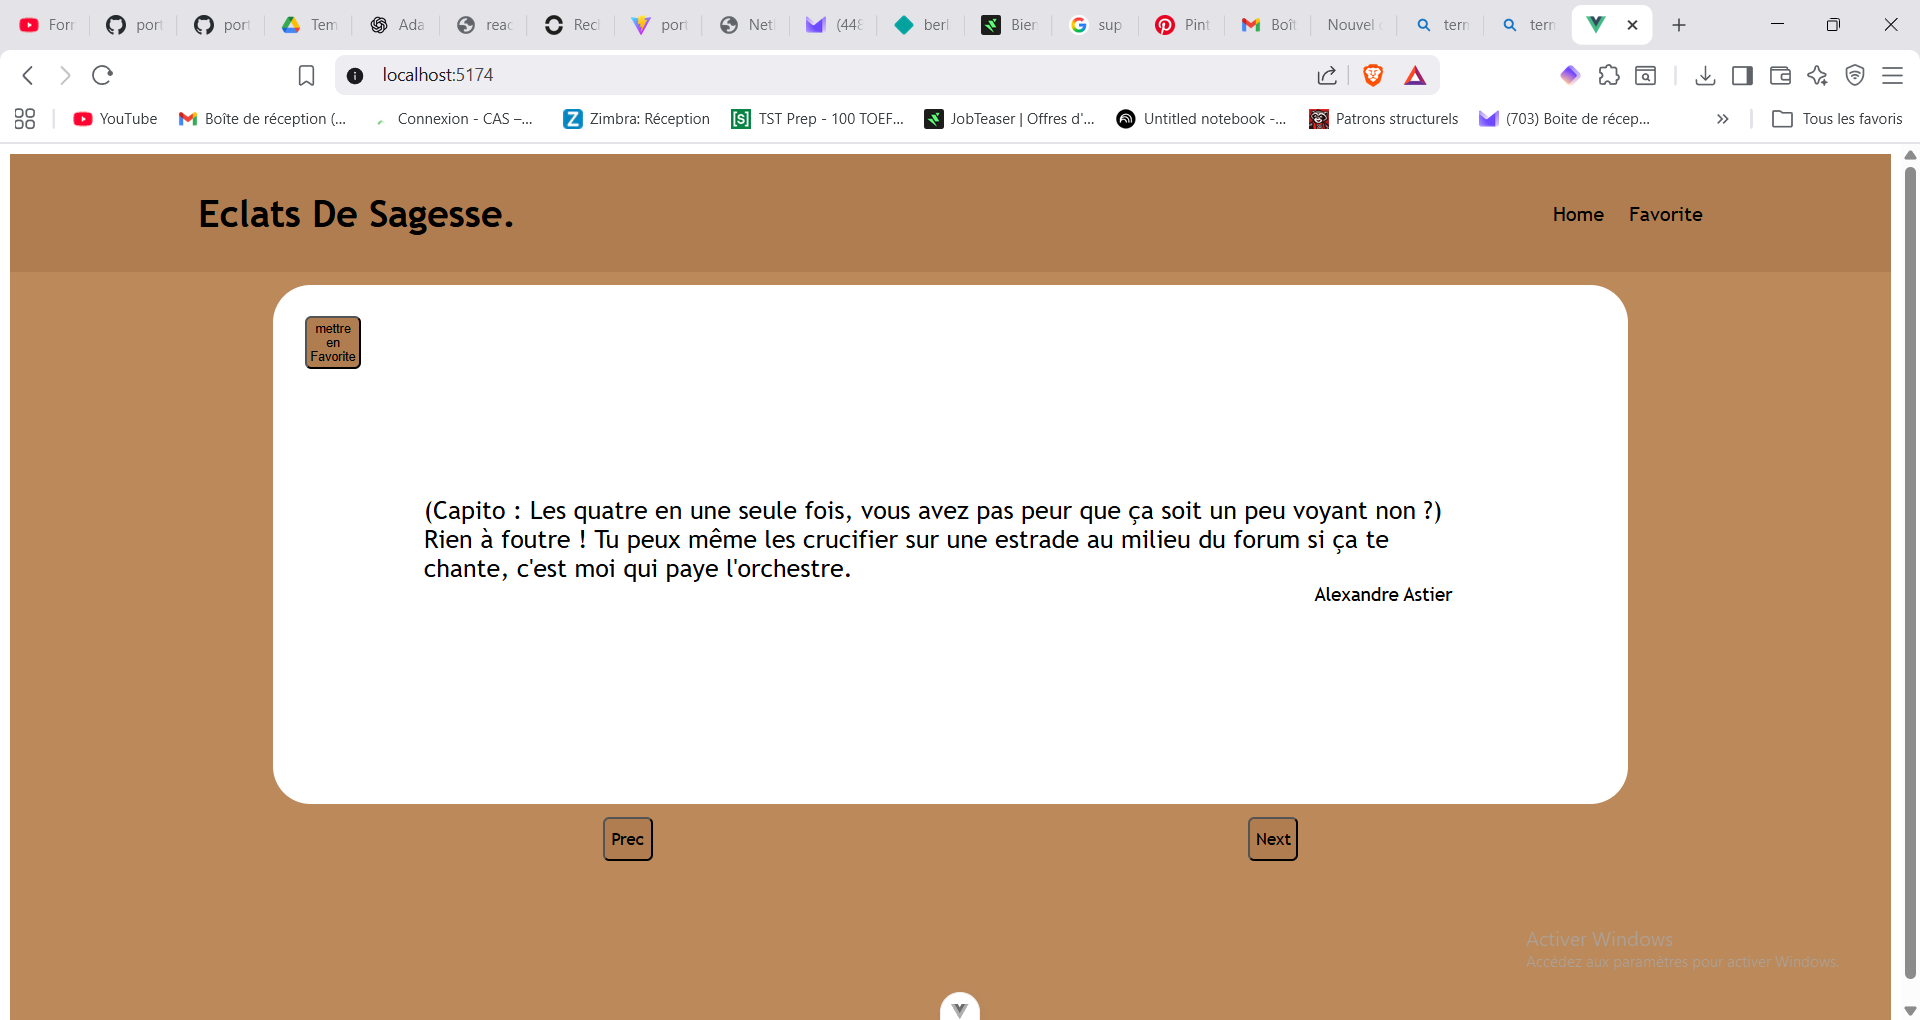 Forr
port
port
Tem
Ada
reac
Recl
port
Netl
(448
berl
Bien
sup
Pint
Boît
Nouvel
tern
tern
localhost:5174
YouTube
Boîte de réception (...
Connexion - CAS –...
Zimbra: Réception
TST Prep - 100 TOEF...
JobTeaser | Offres d'...
Untitled notebook -...
Patrons structurels
(703) Boite de récep...
Tous les favoris
Eclats De Sagesse.
Home
Favorite
mettre
en
Favorite
(Capito : Les quatre en une seule fois, vous avez pas peur que ça soit un peu voyant non ?)
Rien à foutre ! Tu peux même les crucifier sur une estrade au milieu du forum si ça te
chante, c'est moi qui paye l'orchestre.
Alexandre Astier
Prec
Next
Activer Windows
Accédez aux paramètres pour activer Windows.